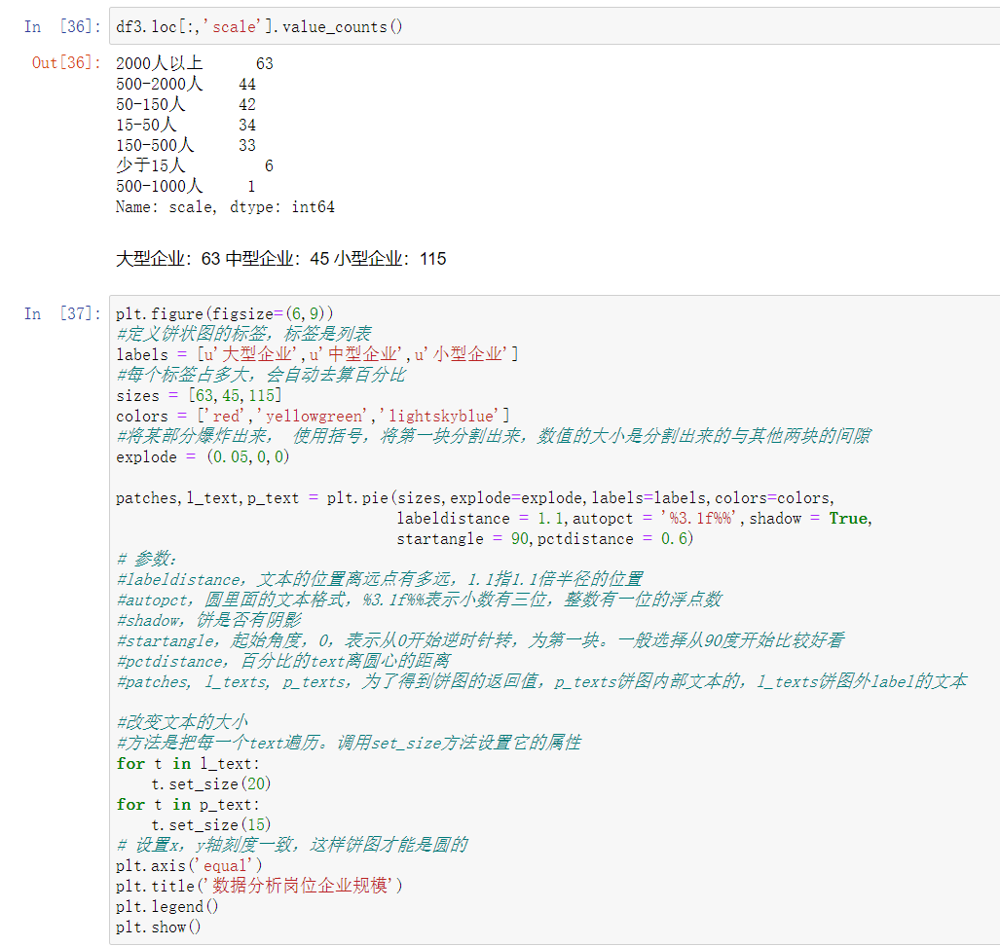 In [36]: df3.loc[:,'scale'].value_counts()
Out[36]: 2000人以上 63
500-2000人 44
50-150人 42
15-50人 34
150-500人 33
少于15人 6
500-1000人 1
Name: scale, dtype: int64
大型企业：63 中型企业：45 小型企业：115
In [37]: plt.figure(figsize=(6,9))
#定义饼状图的标签，标签是列表
labels = [u'大型企业',u'中型企业',u'小型企业']
#每个标签占多大，会自动去算百分比
sizes = [63,45,115]
colors = ['red','yellowgreen','lightskyblue']
#将某部分爆炸出来， 使用括号，将第一块分割出来，数值的大小是分割出来的与其他两块的间隙
explode = (0.05,0,0)
patches,l_text,p_text = plt.pie(sizes,explode=explode,labels=labels,colors=colors,
labeldistance = 1.1,autopct = '%3.1f%%',shadow = True,
startangle = 90,pctdistance = 0.6)
# 参数：
#labeldistance，文本的位置离远点有多远，1.1指1.1倍半径的位置
#autopct，圆里面的文本格式，%3.1f%%表示小数有三位，整数有一位的浮点数
#shadow，饼是否有阴影
#startangle，起始角度，0，表示从0开始逆时针转，为第一块。一般选择从90度开始比较好看
#pctdistance，百分比的text离圆心的距离
#patches, l_texts, p_texts，为了得到饼图的返回值，p_texts饼图内部文本的，l_texts饼图外label的文本
#改变文本的大小
#方法是把每一个text遍历。调用set_size方法设置它的属性
for t in l_text:
t.set_size(20)
for t in p_text:
t.set_size(15)
# 设置x，y轴刻度一致，这样饼图才能是圆的
plt.axis('equal')
plt.title('数据分析岗位企业规模')
plt.legend()
plt.show()